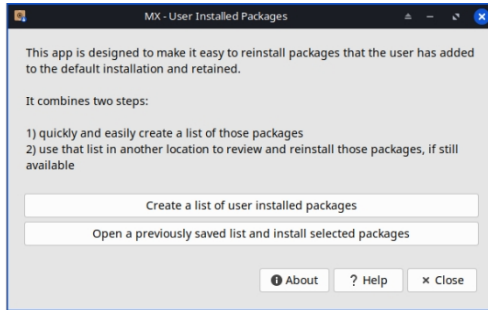 MX - User Installed Packages
This app is designed to make it easy to reinstall packages that the user has added
to the default installation and retained.
It combines two steps:
1) quickly and easily create a list of those packages
2) use that list in another location to review and reinstall those packages, if still
available
Create a list of user installed packages
Open a previously saved list and install selected packages
About
? Help
× Close